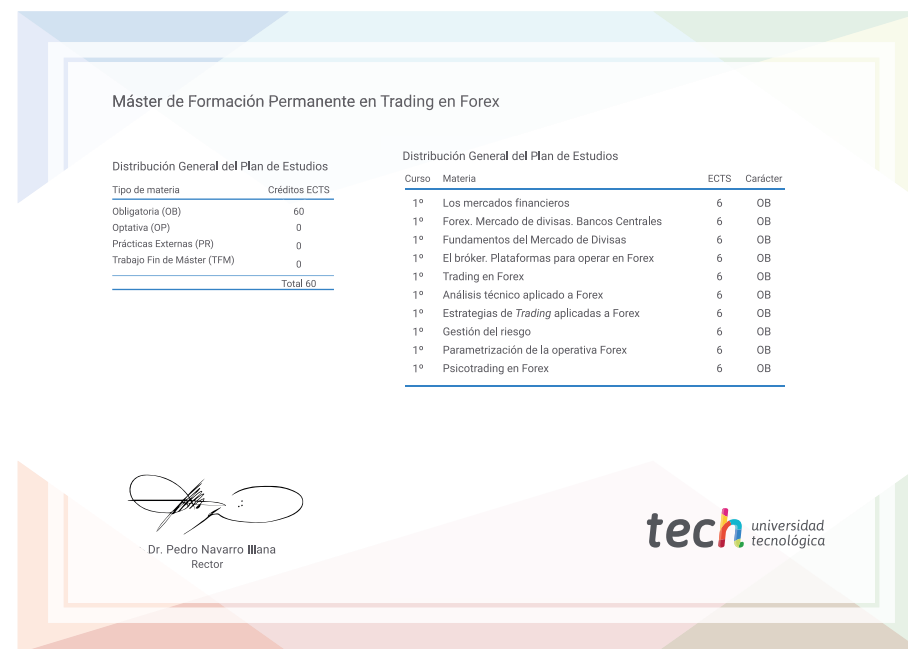 Máster de Formación Permanente en Trading en Forex
Distribución General del Plan de Estudios
Tipo de materia Créditos ECTS
Obligatoria (OB) 60
Optativa (OP) 0
Prácticas Externas (PR) 0
Trabajo Fin de Máster (TFM) 0
Total 60
Distribución General del Plan de Estudios
Curso Materia ECTS Carácter
1º Los mercados financieros 6 OB
1º Forex. Mercado de divisas. Bancos Centrales 6 OB
1º Fundamentos del Mercado de Divisas 6 OB
1º El bróker. Plataformas para operar en Forex 6 OB
1º Trading en Forex 6 OB
1º Análisis técnico aplicado a Forex 6 OB
1º Estrategias de Trading aplicadas a Forex 6 OB
1º Gestión del riesgo 6 OB
1º Parametrización de la operativa Forex 6 OB
1º Psicotrading en Forex 6 OB
Dr. Pedro Navarro Illana
Rector
tech universidad
tecnológica